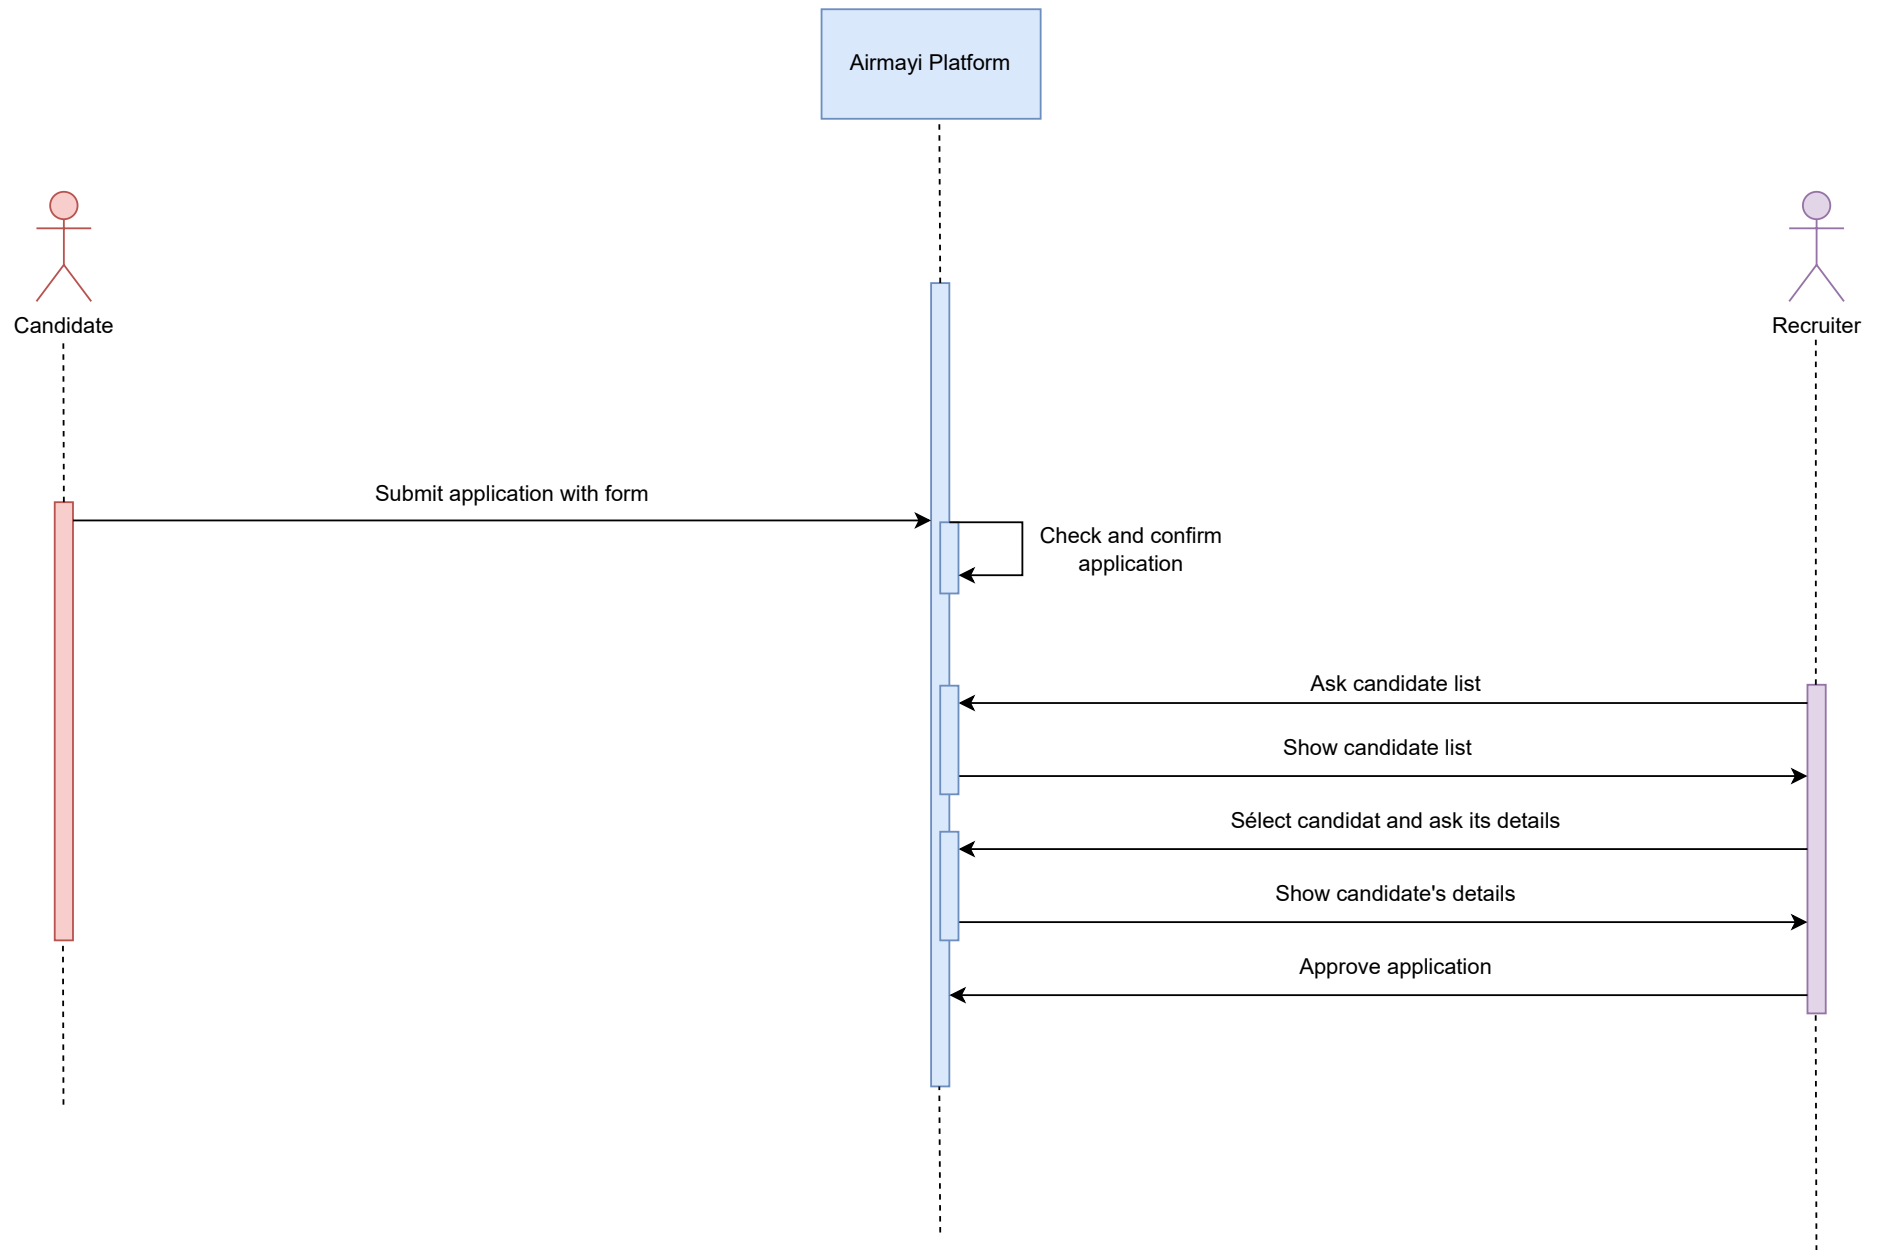 Airmayi Platform
Candidate
Recruiter
Submit application with form
Check and confirm
application
Ask candidate list
Show candidate list
Sélect candidat and ask its details
Show candidate's details
Approve application